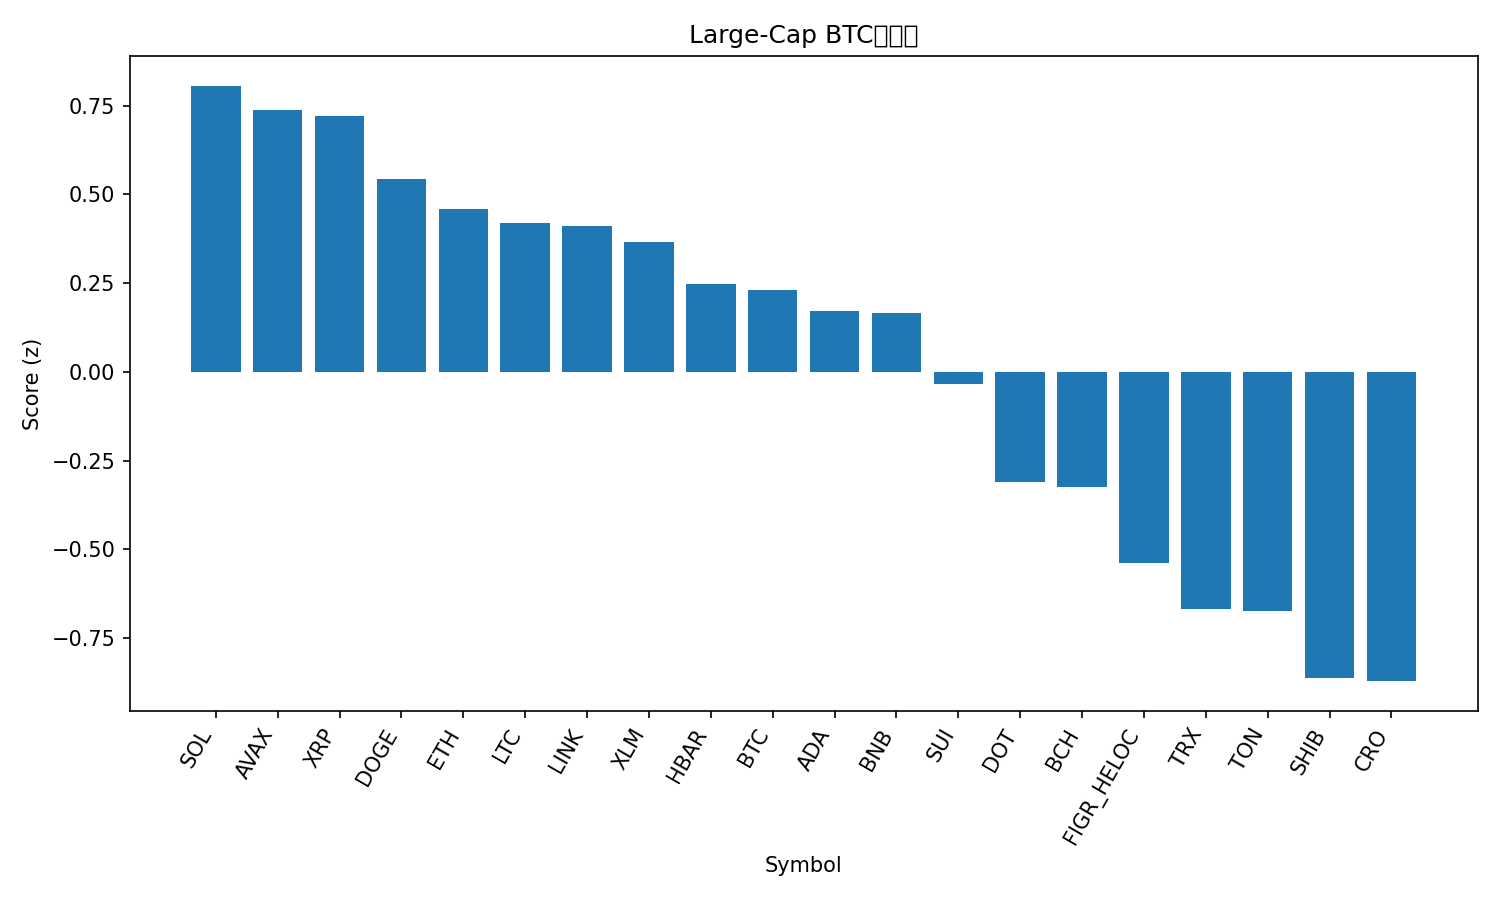 Large-Cap BTC
0.75
0.50
0.25
0.00
−0.25
−0.50
−0.75
Score (z)
SOL
AVAX
XRP
DOGE
ETH
LTC
LINK
XLM
HBAR
BTC
ADA
BNB
SUI
DOT
BCH
FIGR_HELOC
TRX
TON
SHIB
CRO
Symbol